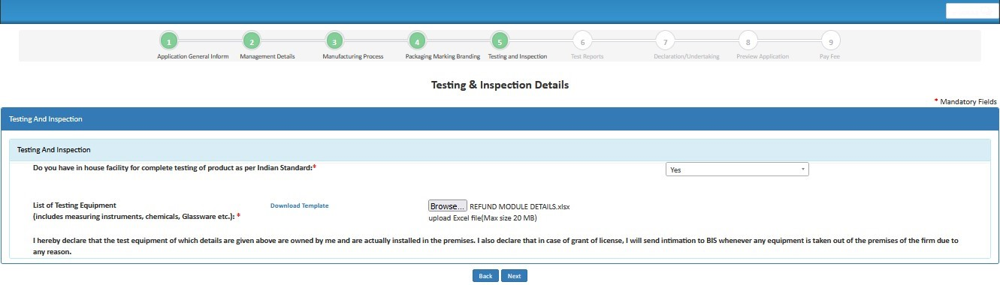 1 2 3 4 5 6 7 8 9
Application General Inform Management Details Manufacturing Process Packaging Marking Branding Testing and Inspection Test Reports Declaration/Undertaking Preview Application Pay Fee
Testing & Inspection Details
* Mandatory Fields
Testing And Inspection
Testing And Inspection
Do you have in house facility for complete testing of product as per Indian Standard:* Yes
List of Testing Equipment Download Template Browse... REFUND MODULE DETAILS.xlsx
(includes measuring instruments, chemicals, Glassware etc.): * upload Excel file(Max size 20 MB)
I hereby declare that the test equipment of which details are given above are owned by me and are actually installed in the premises. I also declare that in case of grant of license, I will send intimation to BIS whenever any equipment is taken out of the premises of the firm due to
any reason.
Back Next